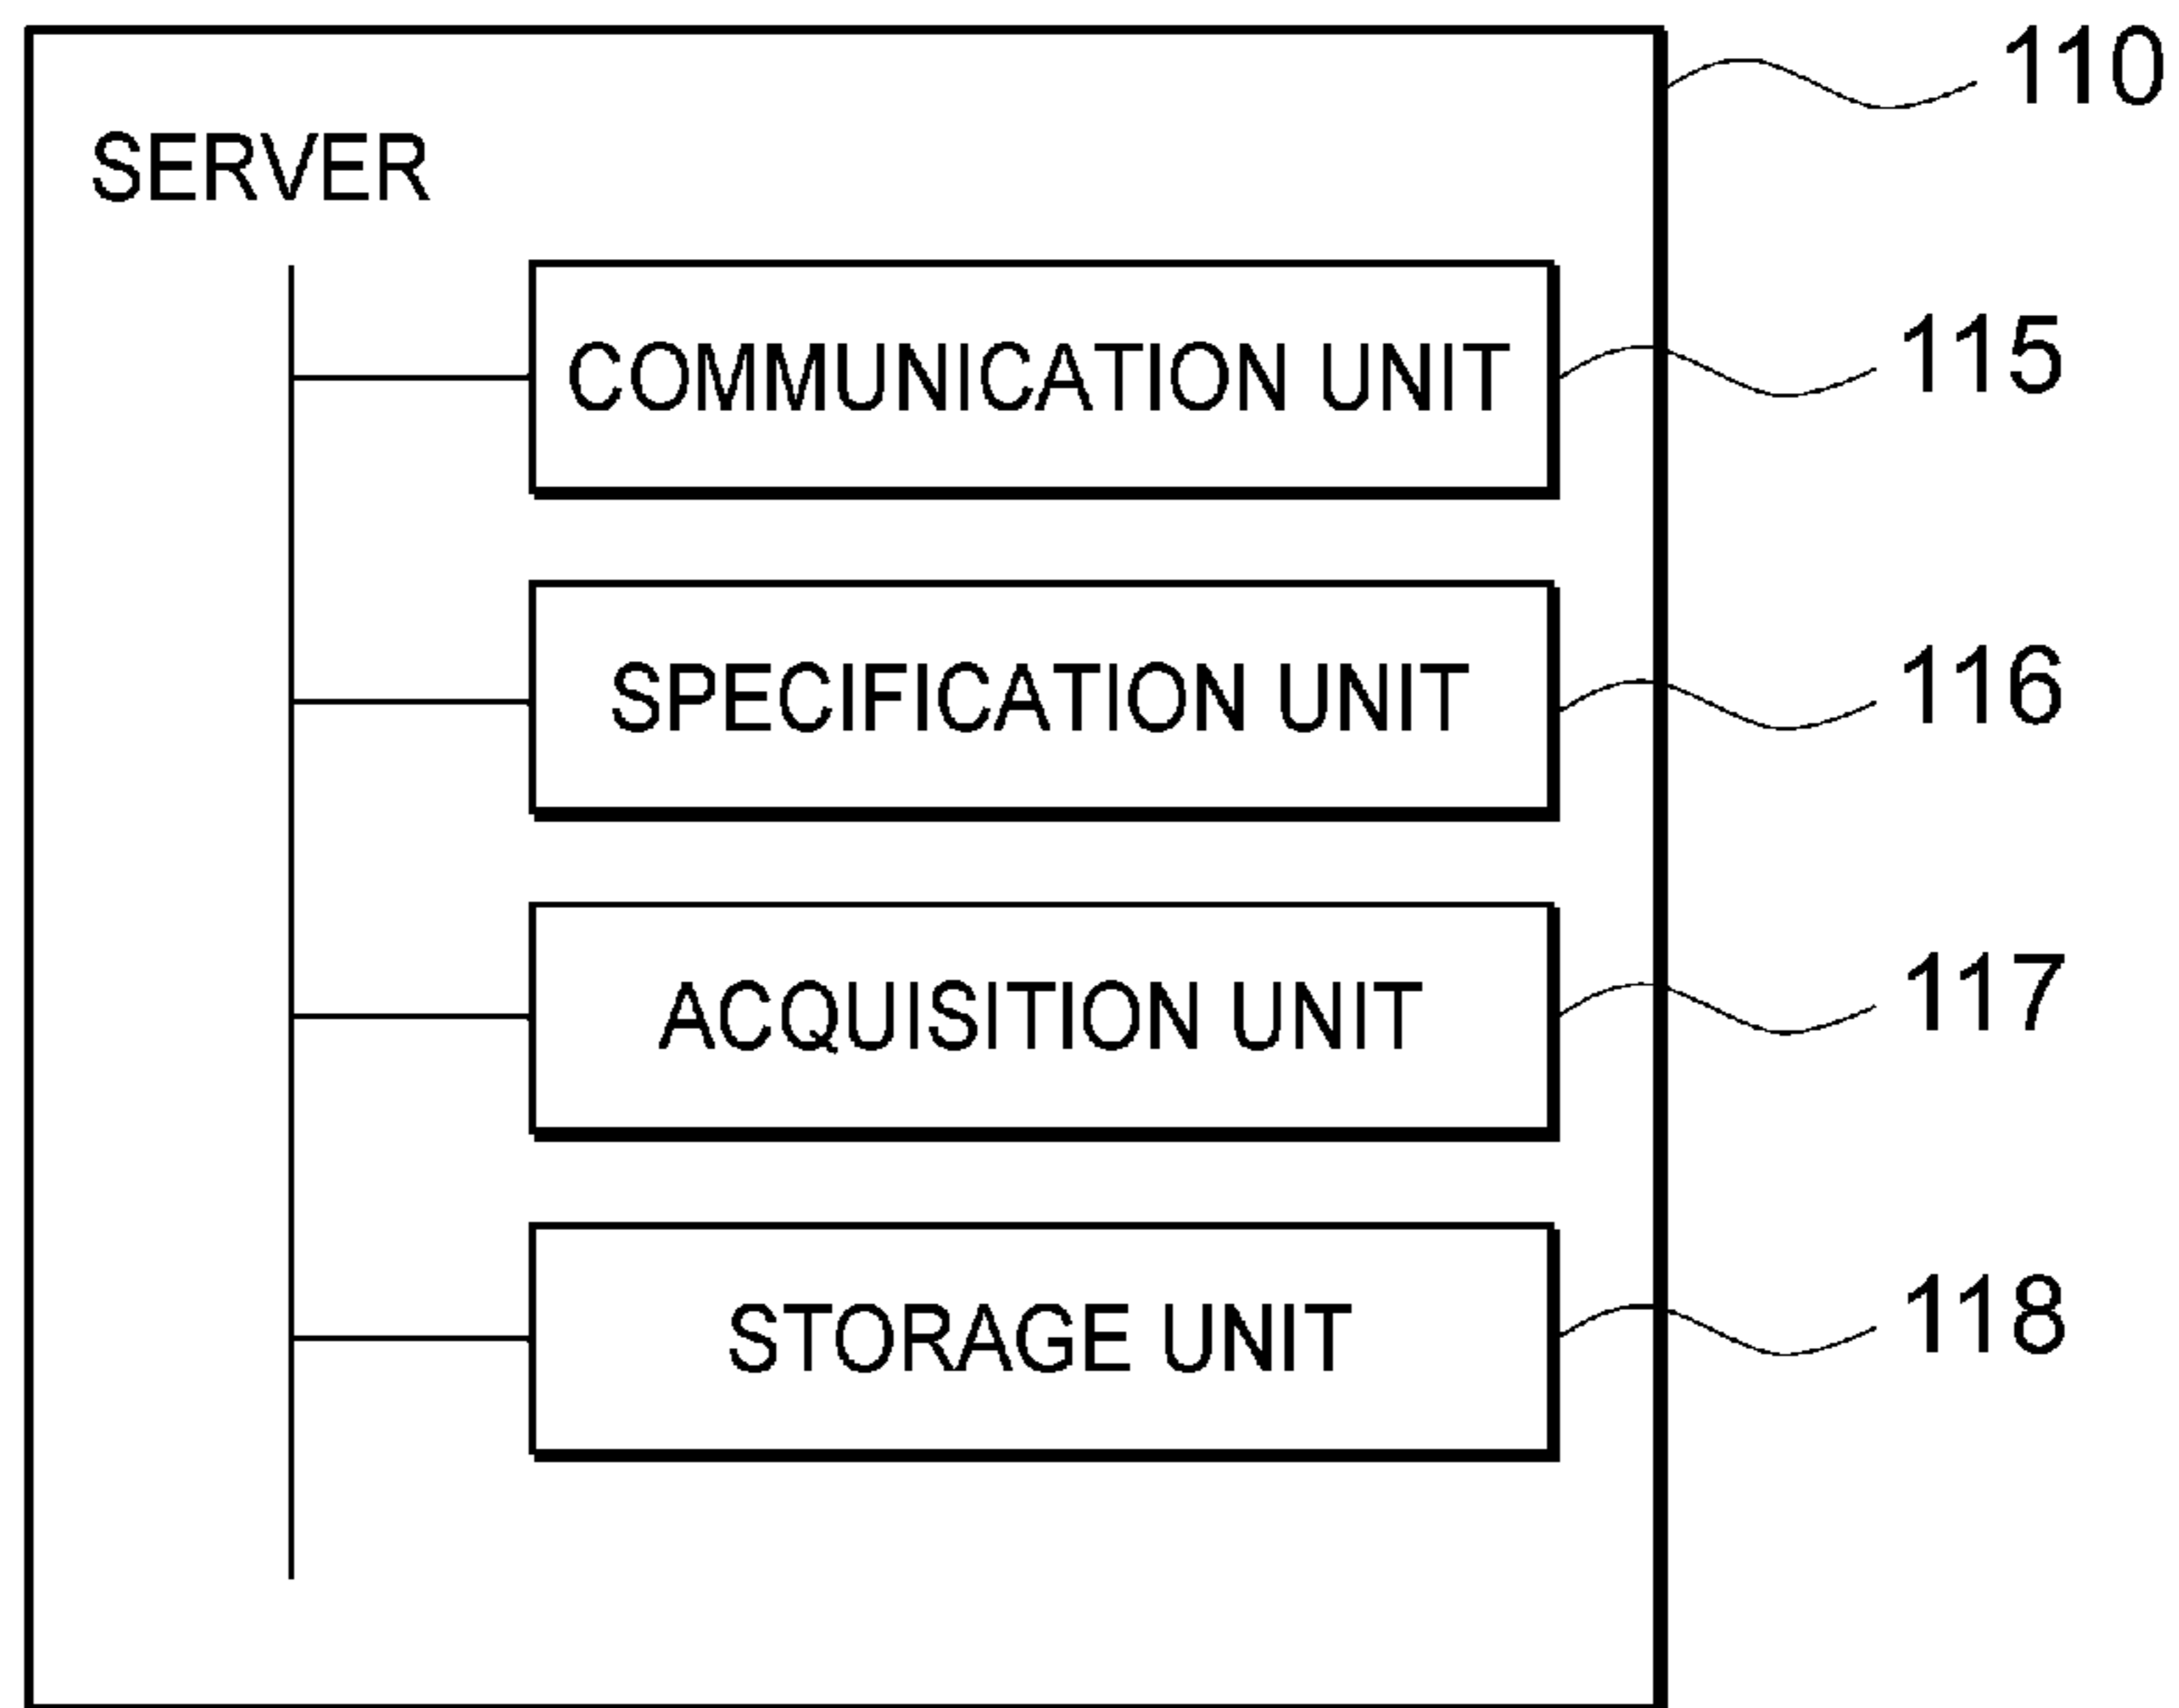 110
SERVER
COMMUNICATION UNIT
115
SPECIFICATION UNIT
116
ACQUISITION UNIT
117
STORAGE UNIT
118